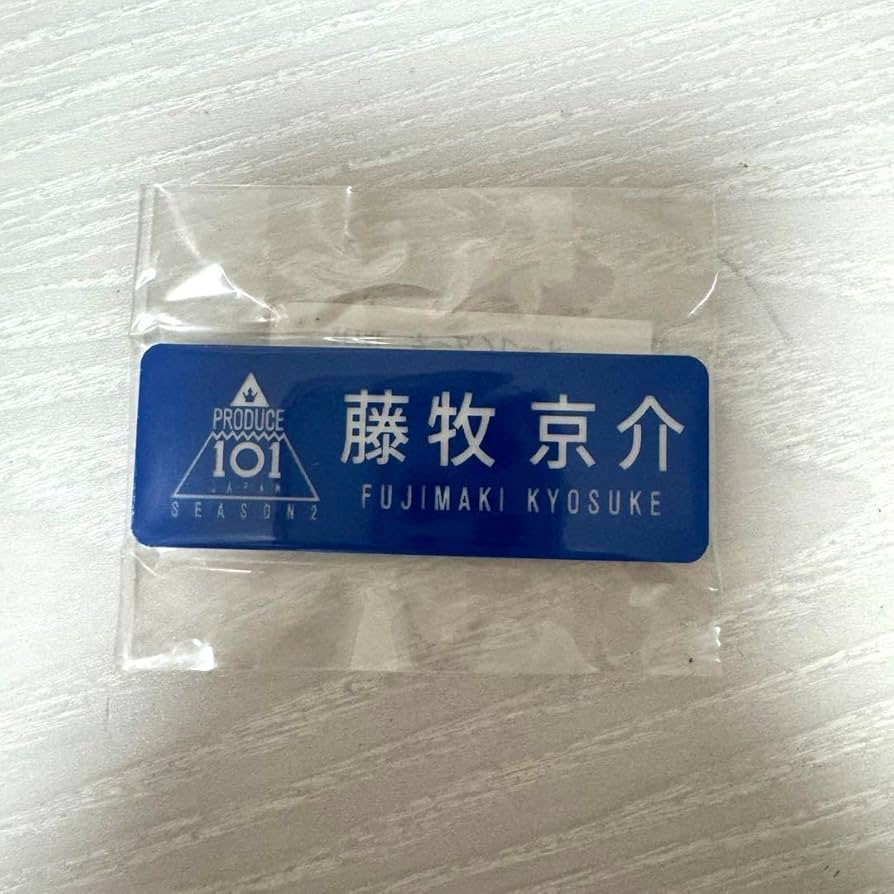 PRODUCE
101
JAPAN
SEASON2
藤牧 京介
FUJIMAKI KYOSUKE